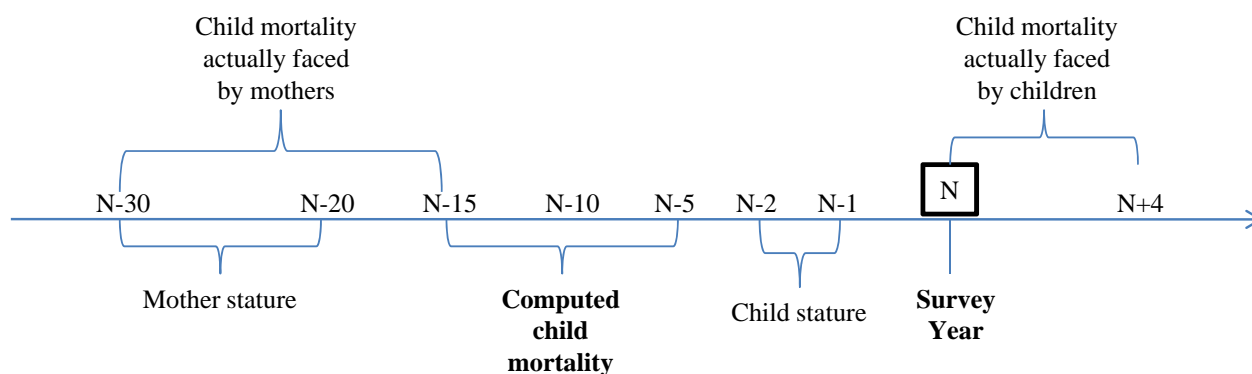 Child mortality
actually faced
by mothers
Child mortality
actually faced
by children
N-30 N-20 N-15 N-10 N-5 N-2 N-1 N N+4
Mother stature
Computed
child
mortality
Child stature
Survey
Year